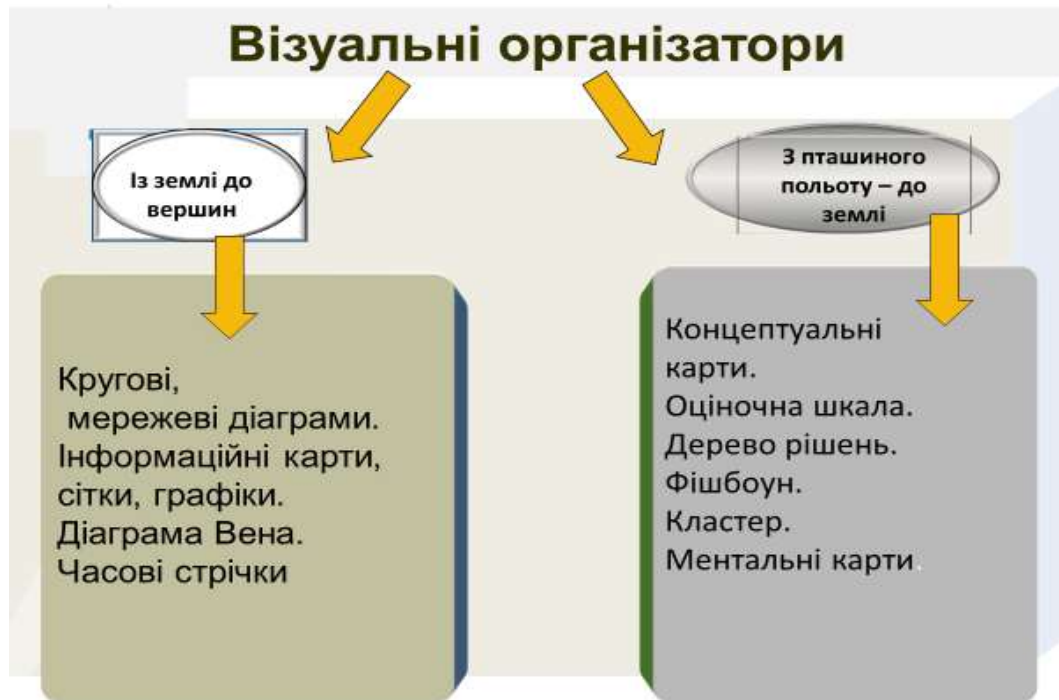 Візуальні організатори
Із землі до
вершин
З пташиного
польоту – до
землі
Кругові,
мережеві діаграми.
Інформаційні карти,
сітки, графіки.
Діаграма Вена.
Часові стрічки
Концептуальні
карти.
Оціночна шкала.
Дерево рішень.
Фішбоун.
Кластер.
Ментальні карти.